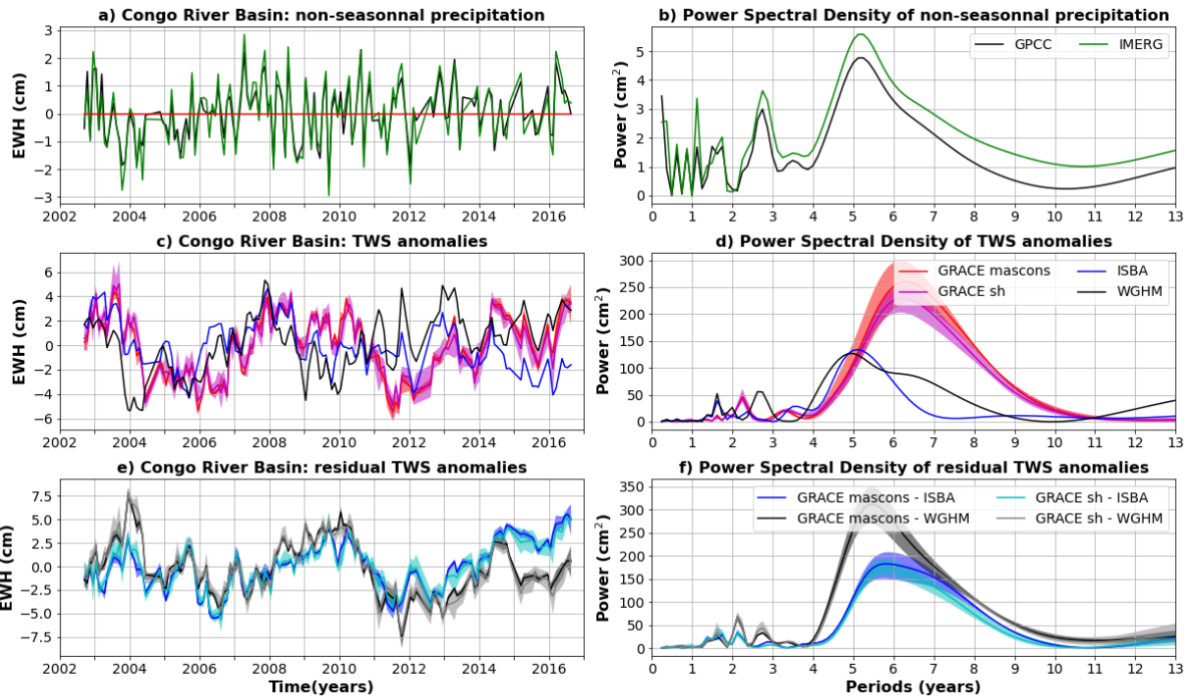 a) Congo River Basin: non-seasonnal precipitation
EWH (cm)
3
2
1
0
−1
−2
−3
2002 2004 2006 2008 2010 2012 2014 2016
b) Power Spectral Density of non-seasonnal precipitation
GPCC IMERG
Power (cm²)
5
4
3
2
1
0
0 1 2 3 4 5 6 7 8 9 10 11 12 13
c) Congo River Basin: TWS anomalies
EWH (cm)
6
4
2
0
−2
−4
−6
2002 2004 2006 2008 2010 2012 2014 2016
d) Power Spectral Density of TWS anomalies
GRACE mascons ISBA
GRACE sh WGHM
Power (cm²)
300
250
200
150
100
50
0
0 1 2 3 4 5 6 7 8 9 10 11 12 13
e) Congo River Basin: residual TWS anomalies
EWH (cm)
7.5
5.0
2.5
0.0
−2.5
−5.0
−7.5
2002 2004 2006 2008 2010 2012 2014 2016
Time(years)
f) Power Spectral Density of residual TWS anomalies
GRACE mascons - ISBA GRACE sh - ISBA
GRACE mascons - WGHM GRACE sh - WGHM
Power (cm²)
350
300
250
200
150
100
50
0
0 1 2 3 4 5 6 7 8 9 10 11 12 13
Periods (years)